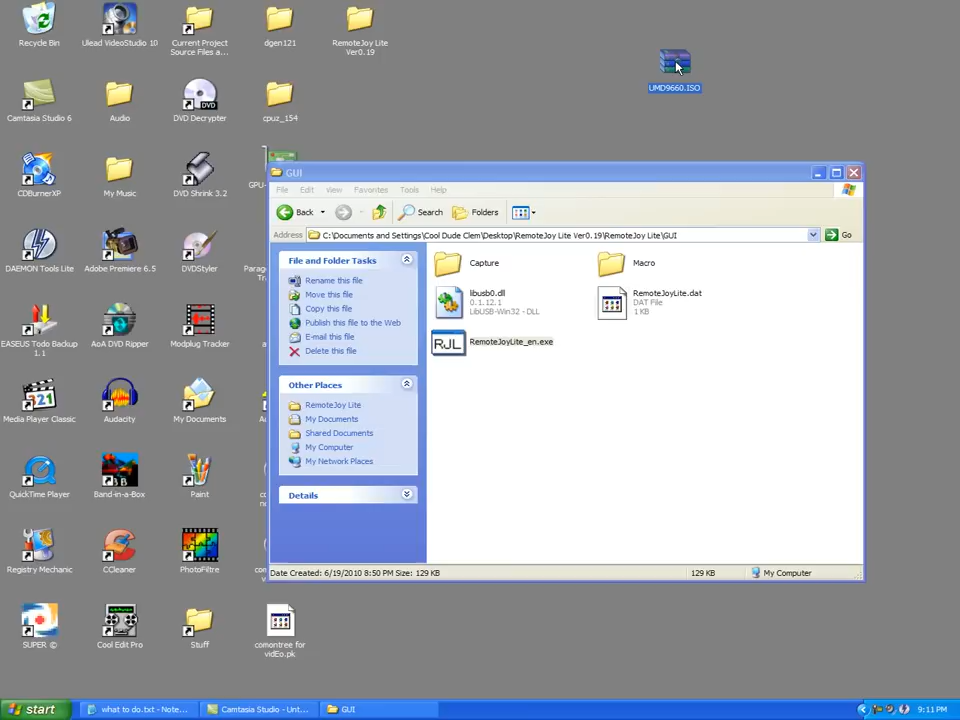 Recycle Bin
Ulead VideoStudio 10
Current Project
Source Files a...
dgen121
RemoteJoy Lite
Ver0.19
UMD9660.ISO
Camtasia Studio 6
Audio
DVD
DVD Decrypter
cpuz_154
CDBurnerXP
My Music
DVD Shrink 3.2
GPU-
DAEMON Tools Lite
Adobe Premiere 6.5
DVDStyler
Parag
EASEUS Todo Backup
1.1
AoA DVD Ripper
Modplug Tracker
321
Media Player Classic
Audacity
My Documents
QuickTime Player
Band-in-a-Box
Paint
Registry Mechanic
CCleaner
PhotoFiltre
SUPER ©
Cool Edit Pro
Stuff
comontree for
vidEo.pk
GUI
File Edit View Favorites Tools Help
Back Search Folders
Address C:\Documents and Settings\Cool Dude Clem\Desktop\RemoteJoy Lite Ver0.19\RemoteJoy Lite\GUI Go
File and Folder Tasks
Rename this file
Move this file
Copy this file
Publish this file to the Web
E-mail this file
Delete this file
Other Places
RemoteJoy Lite
My Documents
Shared Documents
My Computer
My Network Places
Details
Capture
Macro
libusb0.dll
0.1.12.1
LibUSB-Win32 - DLL
RemoteJoyLite.dat
DAT File
1 KB
RJL
RemoteJoyLite_en.exe
Date Created: 6/19/2010 8:50 PM Size: 129 KB 129 KB My Computer
start what to do.txt - Note... Camtasia Studio - Unt... GUI 9:11 PM